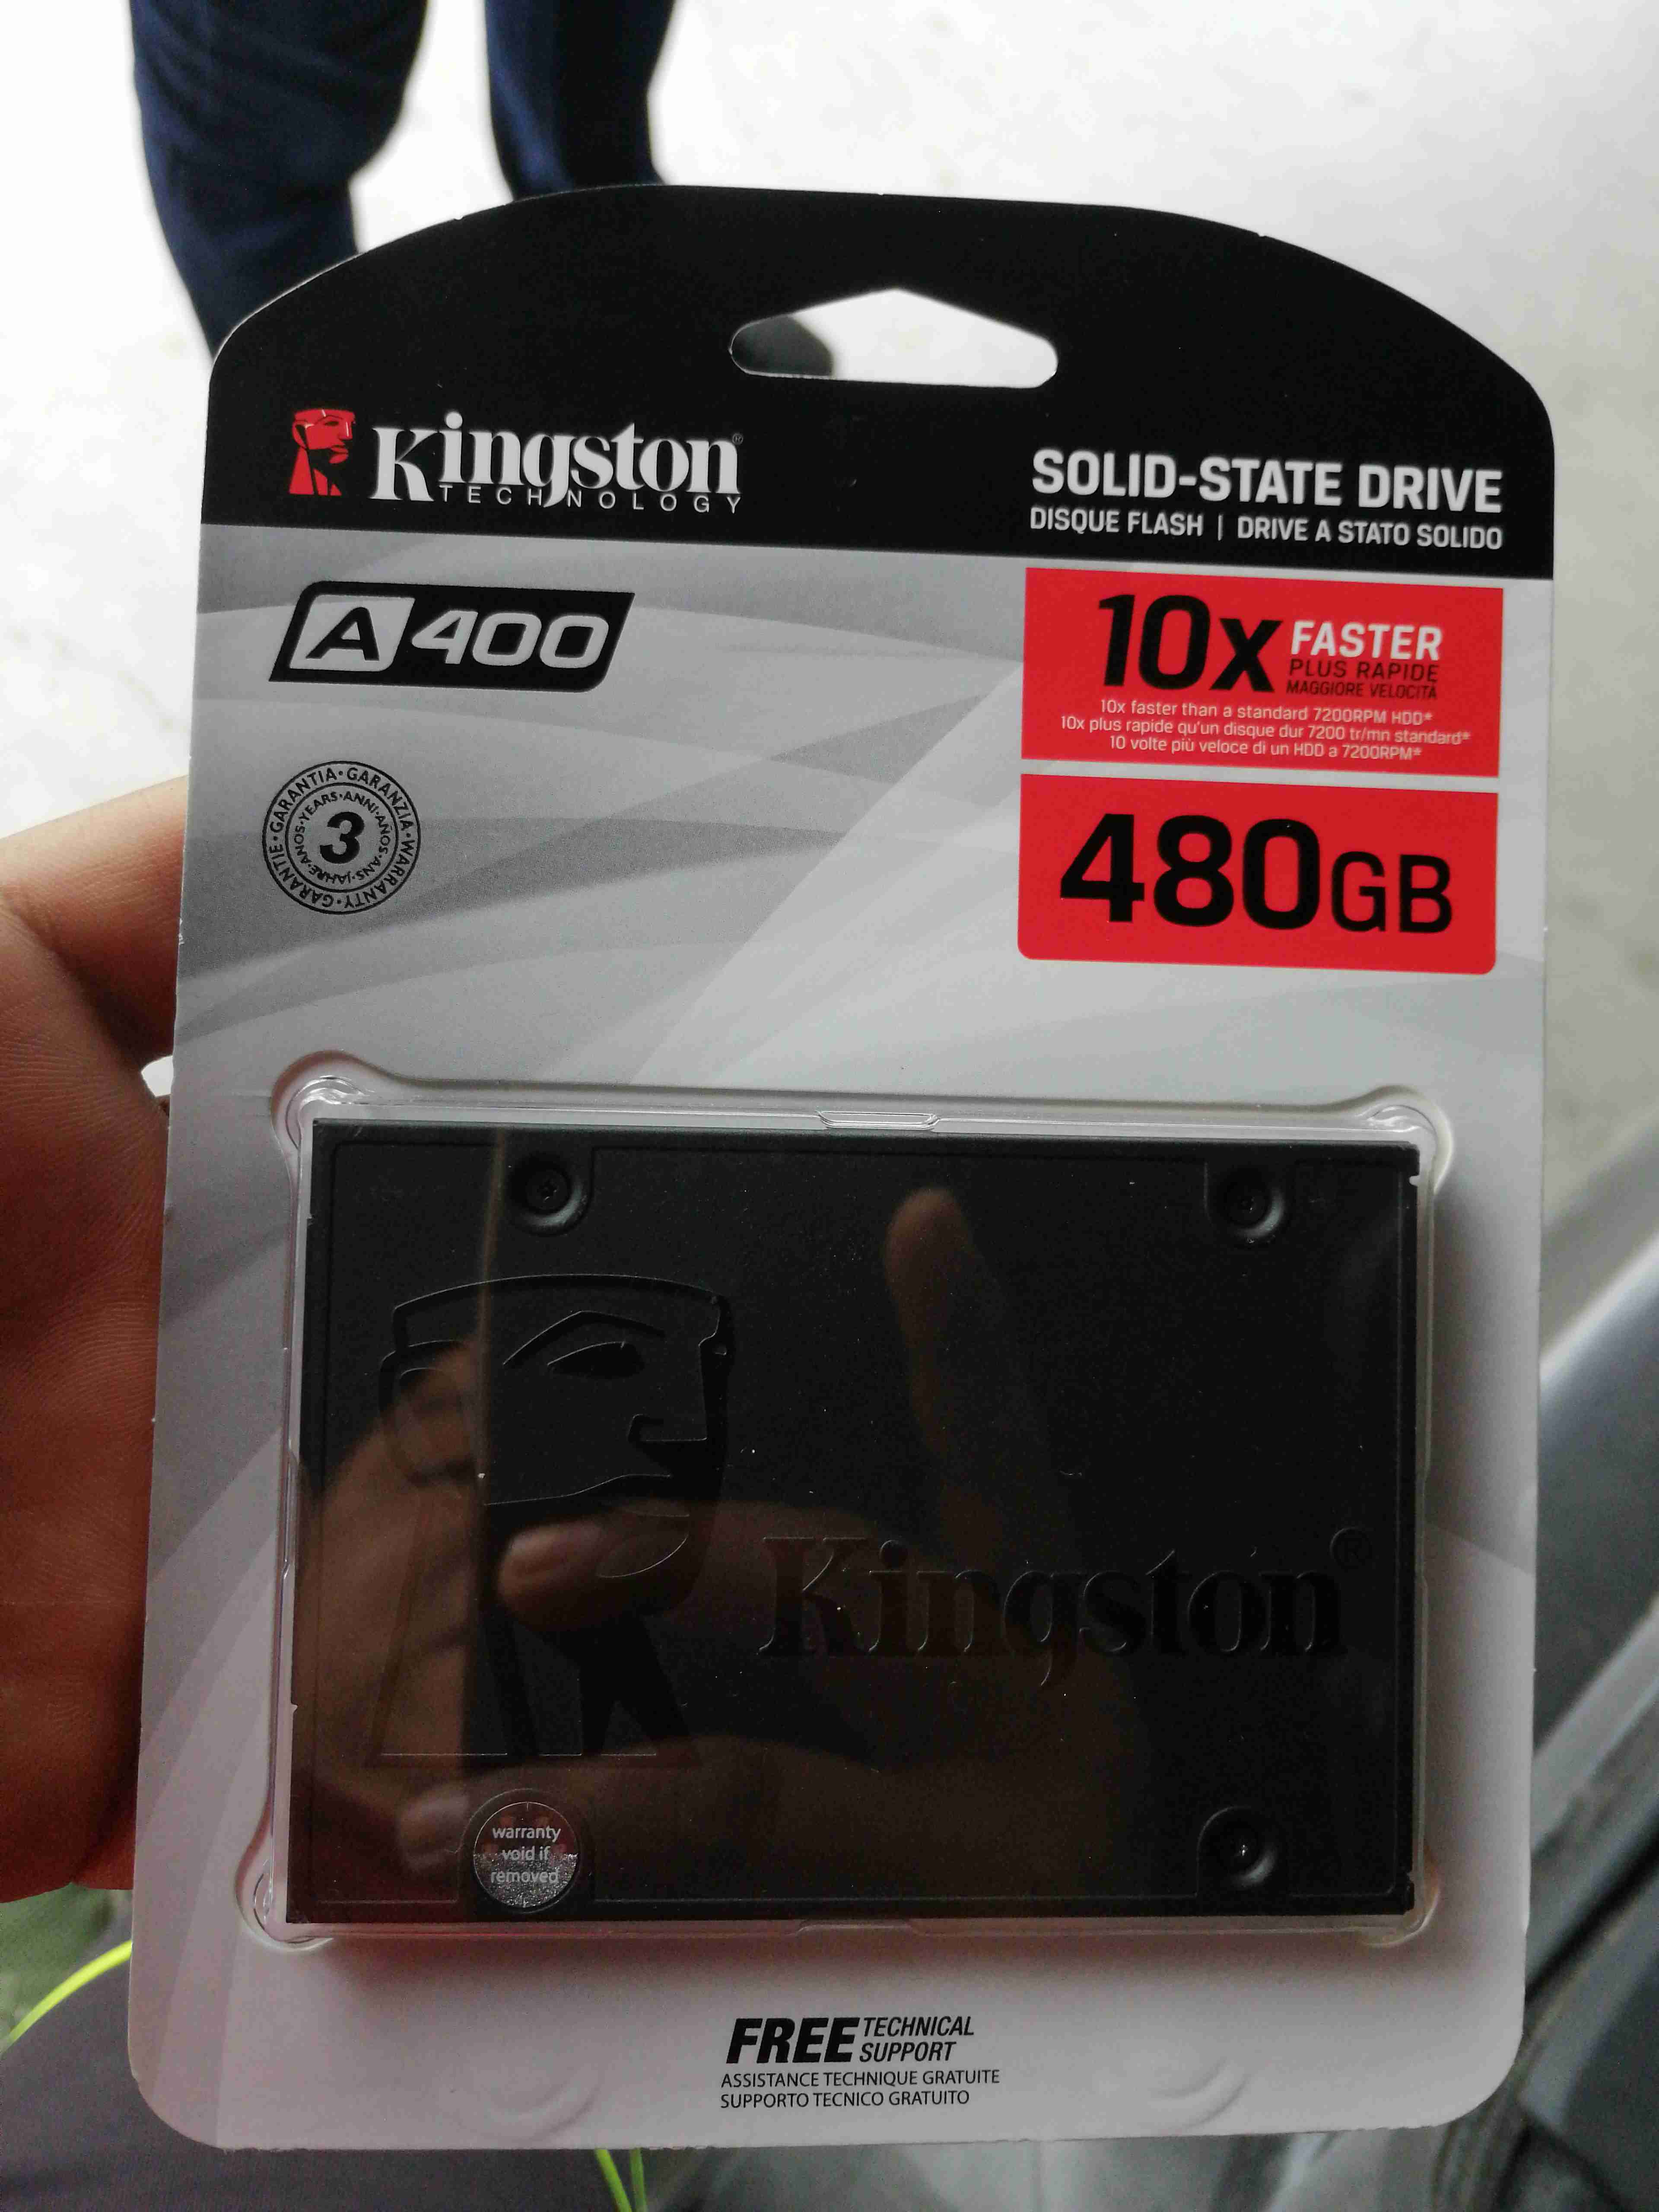 Kingston®
TECHNOLOGY
SOLID-STATE DRIVE
DISQUE FLASH | DRIVE A STATO SOLIDO
A400
10x FASTER
PLUS RAPIDE
MAGGIORE VELOCITÀ
10x faster than a standard 7200RPM HDD*
10x plus rapide qu'un disque dur 7200 tr/mn standard*
10 volte più veloce di un HDD a 7200RPM*
GARANTIE·GARANTIA·GARANZIA·WARRANTY·GARANTIE·
AÑOS·YEARS·ANNI·ANOS·ANS·JAHRE·
3
480GB
Kingston®
warranty
void if
removed
FREE TECHNICAL
SUPPORT
ASSISTANCE TECHNIQUE GRATUITE
SUPPORTO TECNICO GRATUITO